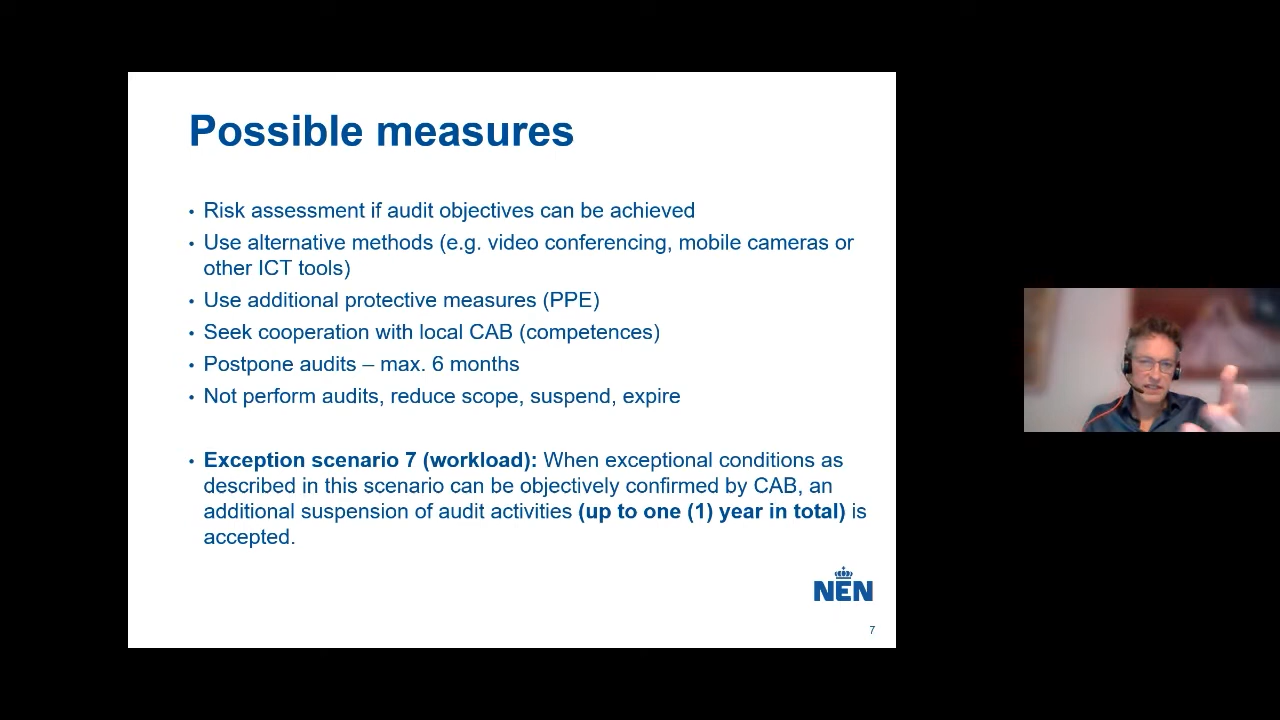 Possible measures
• Risk assessment if audit objectives can be achieved
• Use alternative methods (e.g. video conferencing, mobile cameras or
other ICT tools)
• Use additional protective measures (PPE)
• Seek cooperation with local CAB (competences)
• Postpone audits – max. 6 months
• Not perform audits, reduce scope, suspend, expire
• Exception scenario 7 (workload): When exceptional conditions as
described in this scenario can be objectively confirmed by CAB, an
additional suspension of audit activities (up to one (1) year in total) is
accepted.
NEN
7